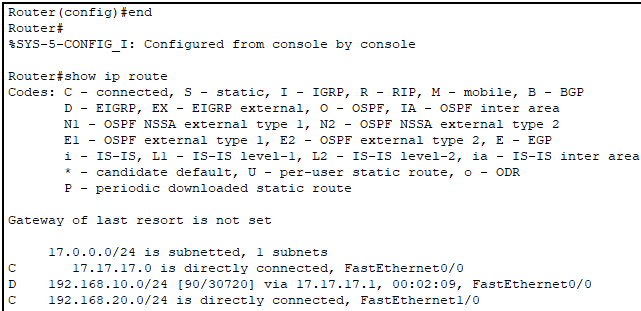 Router(config)#end
Router#
%SYS-5-CONFIG_I: Configured from console by console

Router#show ip route
Codes: C - connected, S - static, I - IGRP, R - RIP, M - mobile, B - BGP
       D - EIGRP, EX - EIGRP external, O - OSPF, IA - OSPF inter area
       N1 - OSPF NSSA external type 1, N2 - OSPF NSSA external type 2
       E1 - OSPF external type 1, E2 - OSPF external type 2, E - EGP
       i - IS-IS, L1 - IS-IS level-1, L2 - IS-IS level-2, ia - IS-IS inter area
       * - candidate default, U - per-user static route, o - ODR
       P - periodic downloaded static route

Gateway of last resort is not set

     17.0.0.0/24 is subnetted, 1 subnets
C       17.17.17.0 is directly connected, FastEthernet0/0
D    192.168.10.0/24 [90/30720] via 17.17.17.1, 00:02:09, FastEthernet0/0
C    192.168.20.0/24 is directly connected, FastEthernet1/0